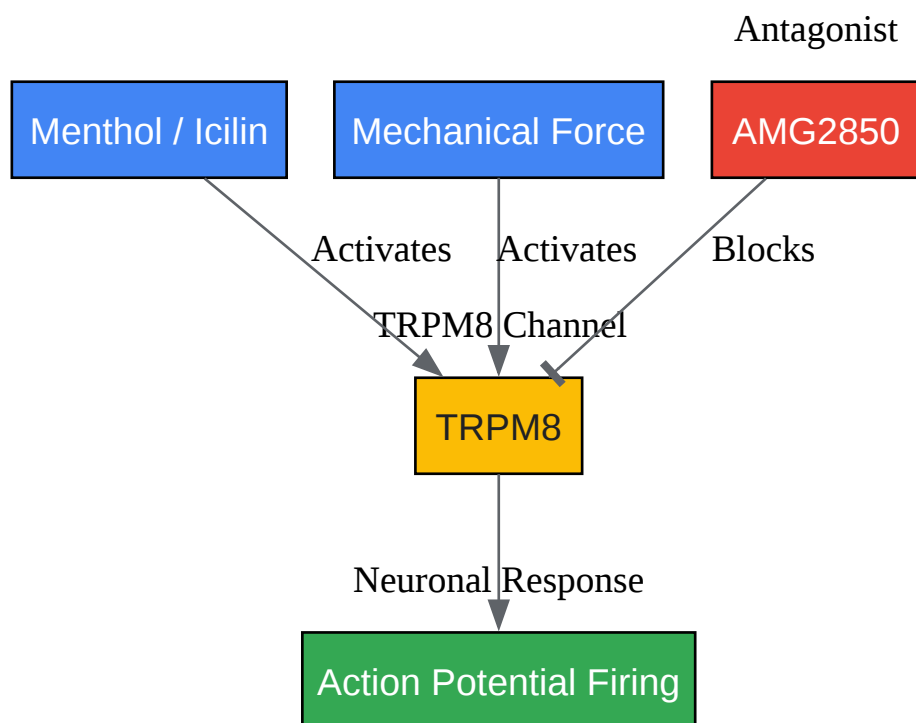 Antagonist
Menthol / Icilin
Mechanical Force
AMG2850
Activates
Activates
Blocks
TRPM8 Channel
TRPM8
Neuronal Response
Action Potential Firing